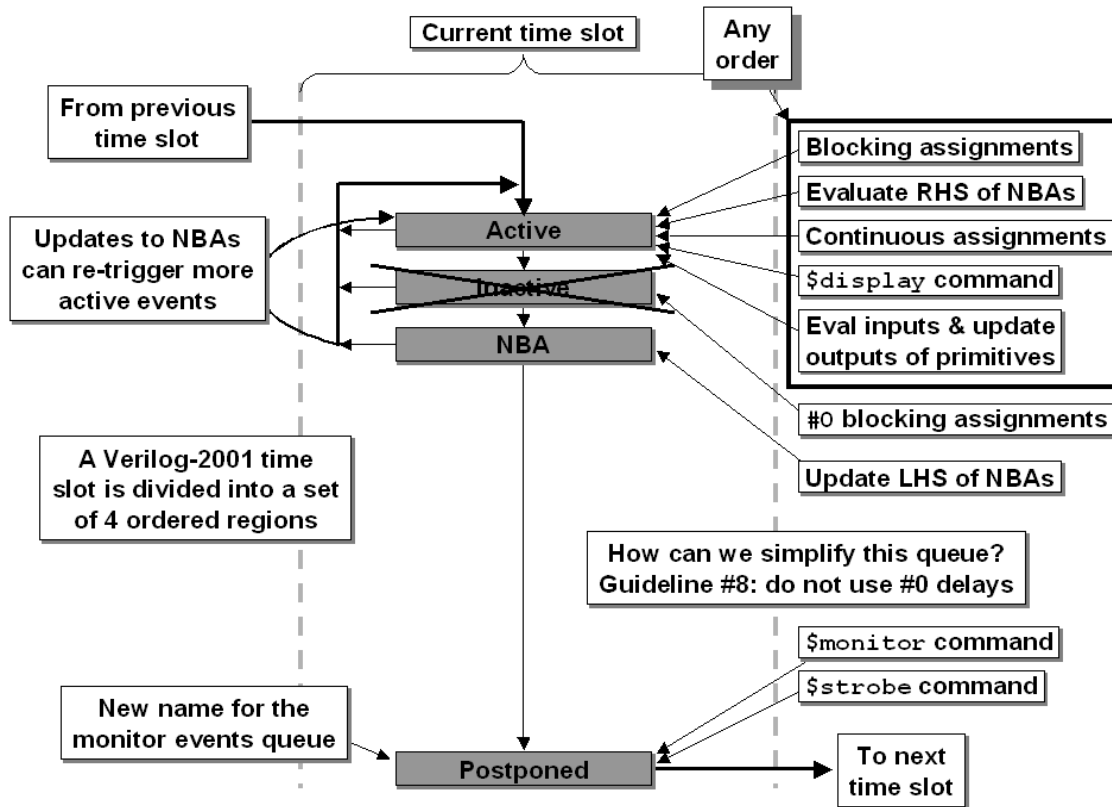 Current time slot
Any
order
From previous
time slot
Blocking assignments
Evaluate RHS of NBAs
Continuous assignments
$display command
Eval inputs & update
outputs of primitives
Active
Inactive
NBA
Updates to NBAs
can re-trigger more
active events
#0 blocking assignments
Update LHS of NBAs
A Verilog-2001 time
slot is divided into a set
of 4 ordered regions
How can we simplify this queue?
Guideline #8: do not use #0 delays
$monitor command
$strobe command
New name for the
monitor events queue
Postponed
To next
time slot